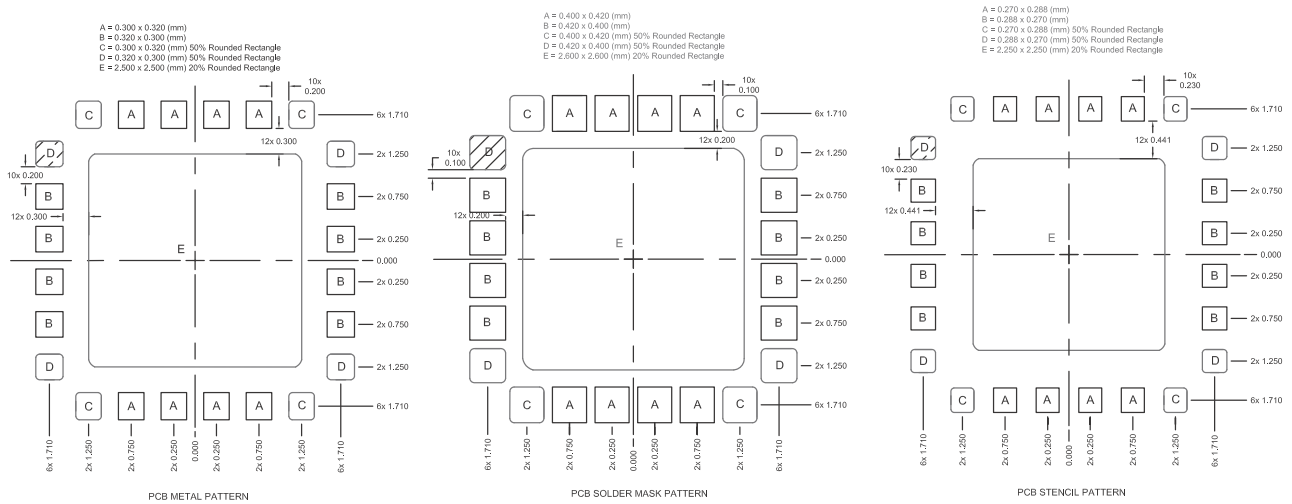 A = 0.300 x 0.320 (mm)
B = 0.320 x 0.300 (mm)
C = 0.300 x 0.320 (mm) 50% Rounded Rectangle
D = 0.320 x 0.300 (mm) 50% Rounded Rectangle
E = 2.500 x 2.500 (mm) 20% Rounded Rectangle
10x
0.200
C A A A A C
6x 1.710
12x 0.300
D D
2x 1.250
10x 0.200
B B
2x 0.750
12x 0.300
B B
2x 0.250
E
0.000
B B
2x 0.250
B B
2x 0.750
D D
2x 1.250
C A A A A C
6x 1.710
6x 1.710
2x 1.250
2x 0.750
2x 0.250
0.000
2x 0.250
2x 0.750
2x 1.250
6x 1.710
PCB METAL PATTERN
A = 0.400 x 0.420 (mm)
B = 0.420 x 0.400 (mm)
C = 0.400 x 0.420 (mm) 50% Rounded Rectangle
D = 0.420 x 0.400 (mm) 50% Rounded Rectangle
E = 2.600 x 2.600 (mm) 20% Rounded Rectangle
10x
0.100
C A A A A C
6x 1.710
12x 0.200
D D
2x 1.250
10x
0.100
B B
2x 0.750
12x 0.200
B B
2x 0.250
E
0.000
B B
2x 0.250
B B
2x 0.750
D D
2x 1.250
C A A A A C
6x 1.710
6x 1.710
2x 1.250
2x 0.750
2x 0.250
0.000
2x 0.250
2x 0.750
2x 1.250
6x 1.710
PCB SOLDER MASK PATTERN
A = 0.270 x 0.288 (mm)
B = 0.288 x 0.270 (mm)
C = 0.270 x 0.288 (mm) 50% Rounded Rectangle
D = 0.288 x 0.270 (mm) 50% Rounded Rectangle
E = 2.250 x 2.250 (mm) 20% Rounded Rectangle
10x
0.230
C A A A A C
6x 1.710
12x 0.441
D D
2x 1.250
10x 0.230
B B
2x 0.750
12x 0.441
B B
2x 0.250
E
0.000
B B
2x 0.250
B B
2x 0.750
D D
2x 1.250
C A A A A C
6x 1.710
6x 1.710
2x 1.250
2x 0.750
2x 0.250
0.000
2x 0.250
2x 0.750
2x 1.250
6x 1.710
PCB STENCIL PATTERN